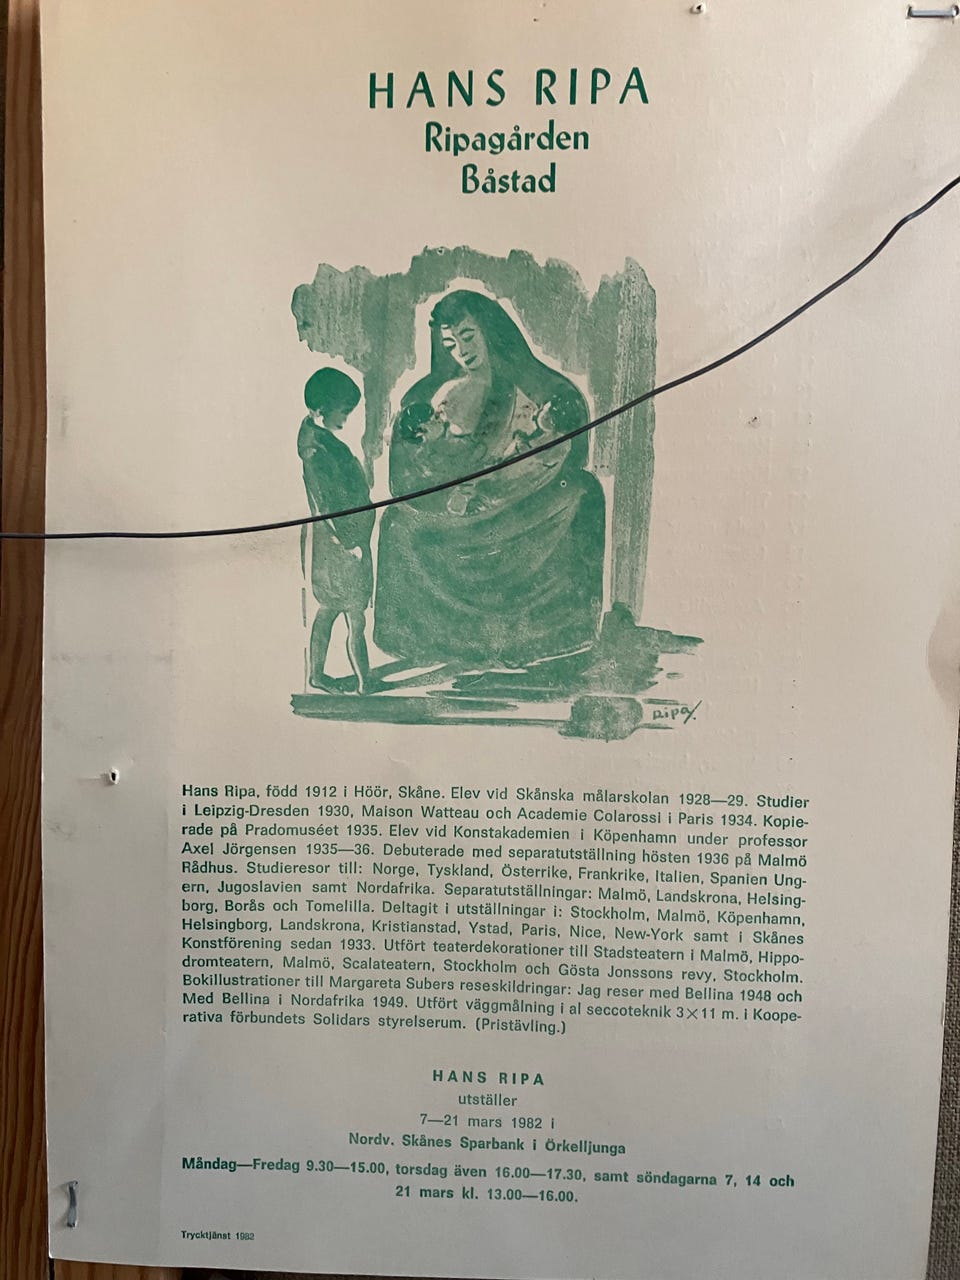 HANS RIPA
Ripagården
Båstad
Ripa
Hans Ripa, född 1912 i Höör, Skåne. Elev vid Skånska målarskolan 1928—29. Studier
i Leipzig-Dresden 1930, Maison Watteau och Academie Colarossi i Paris 1934. Kopie-
rade på Pradomuséet 1935. Elev vid Konstakademien i Köpenhamn under professor
Axel Jörgensen 1935—36. Debuterade med separatutställning hösten 1936 på Malmö
Rådhus. Studieresor till: Norge, Tyskland, Österrike, Frankrike, Italien, Spanien Ung-
ern, Jugoslavien samt Nordafrika. Separatutställningar: Malmö, Landskrona, Helsing-
borg, Borås och Tomelilla. Deltagit i utställningar i: Stockholm, Malmö, Köpenhamn,
Helsingborg, Landskrona, Kristianstad, Ystad, Paris, Nice, New-York samt i Skånes
Konstförening sedan 1933. Utfört teaterdekorationer till Stadsteatern i Malmö, Hippo-
dromteatern, Malmö, Scalateatern, Stockholm och Gösta Jonssons revy, Stockholm.
Bokillustrationer till Margareta Subers reseskildringar: Jag reser med Bellina 1948 och
Med Bellina i Nordafrika 1949. Utfört väggmålning i al seccoteknik 3×11 m. i Koope-
rativa förbundets Solidars styrelserum. (Pristävling.)
HANS RIPA
utställer
7—21 mars 1982 i
Nordv. Skånes Sparbank i Örkelljunga
Måndag—Fredag 9.30—15.00, torsdag även 16.00—17.30, samt söndagarna 7, 14 och
21 mars kl. 13.00—16.00.
Trycktjänst 1982